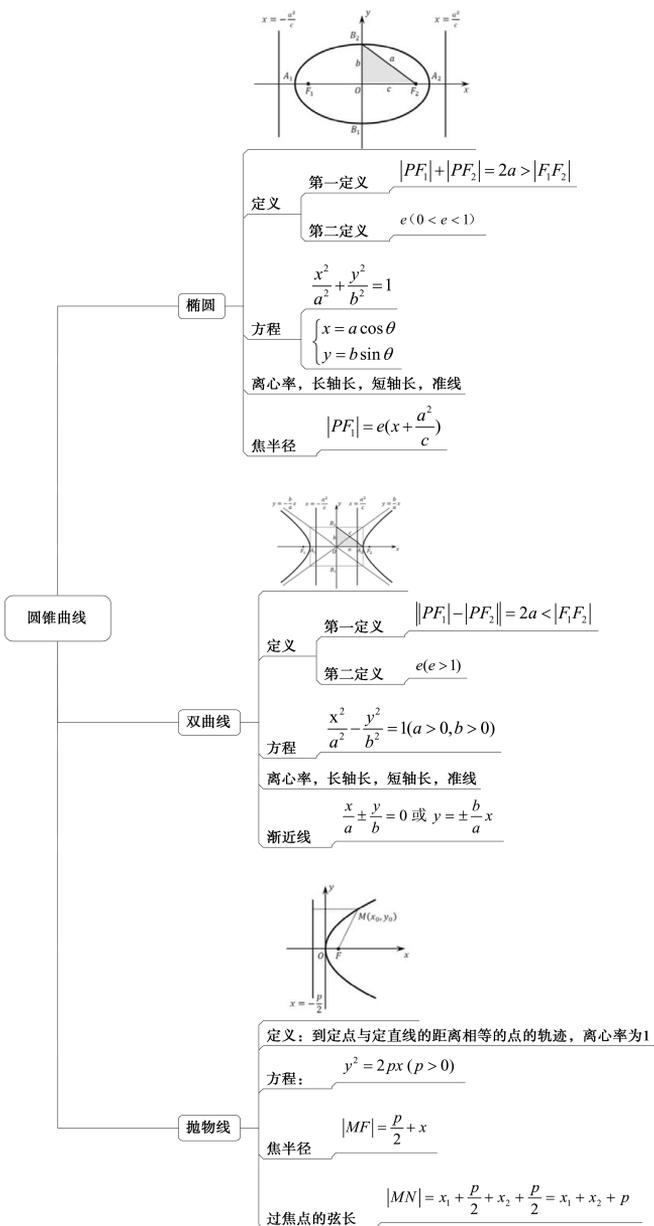 x = -a²/c
y
x = a²/c
B₂
b
a
A₁
A₂
F₁
O
c
F₂
x
B₁
圆锥曲线
椭圆
定义
第一定义
|PF₁|+|PF₂|=2a>|F₁F₂|
第二定义
e（0<e<1）
方程
x²/a²+y²/b²=1
{x=a cosθ
y=b sinθ
离心率，长轴长，短轴长，准线
焦半径
|PF₁|=e(x+a²/c)
y = -b/a x
x = -a²/c
y
x = a²/c
y = b/a x
x
双曲线
定义
第一定义
||PF₁|-|PF₂||=2a<|F₁F₂|
第二定义
e(e>1)
方程
x²/a²-y²/b²=1(a>0,b>0)
离心率，长轴长，短轴长，准线
渐近线
x/a±y/b=0 或 y=±b/a x
y
M(x₀,y₀)
O
F
x
x = -p/2
抛物线
定义：到定点与定直线的距离相等的点的轨迹，离心率为1
方程：
y²=2px (p>0)
焦半径
|MF|=p/2+x
过焦点的弦长
|MN|=x₁+p/2+x₂+p/2=x₁+x₂+p